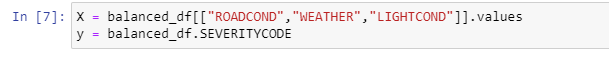 In [7]: X = balanced_df[["ROADCOND","WEATHER","LIGHTCOND"]].values
y = balanced_df.SEVERITYCODE